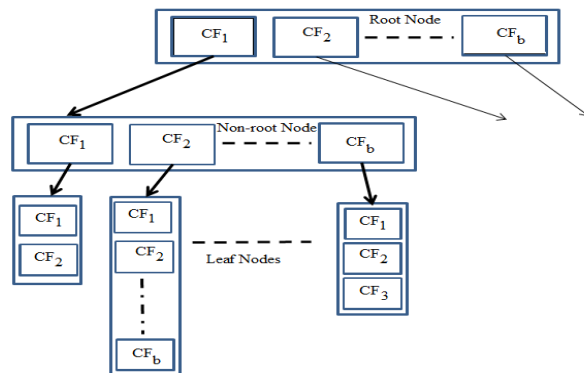 Root Node
CF1 CF2 CFb
Non-root Node
CF1 CF2 CFb
CF1 CF1 CF1
CF2 CF2 CF2
Leaf Nodes
CF3
CFb